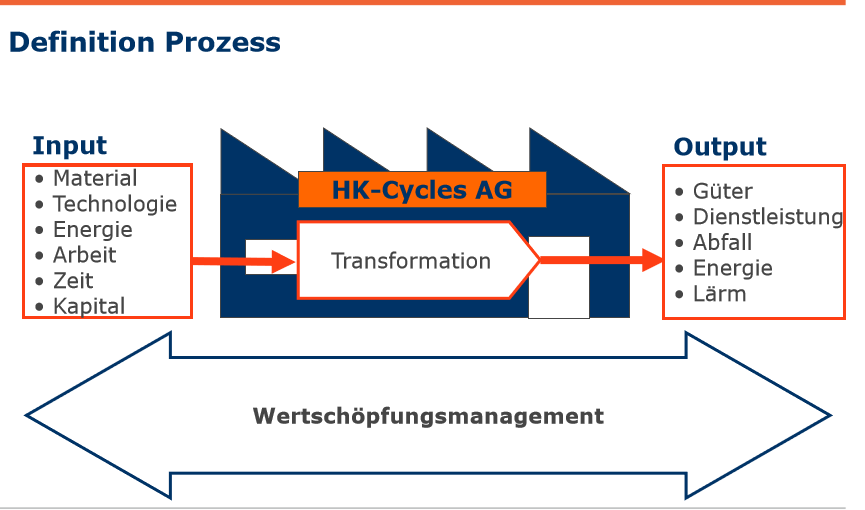 Definition Prozess
Input
• Material
• Technologie
• Energie
• Arbeit
• Zeit
• Kapital
HK-Cycles AG
Transformation
Output
• Güter
• Dienstleistung
• Abfall
• Energie
• Lärm
Wertschöpfungsmanagement